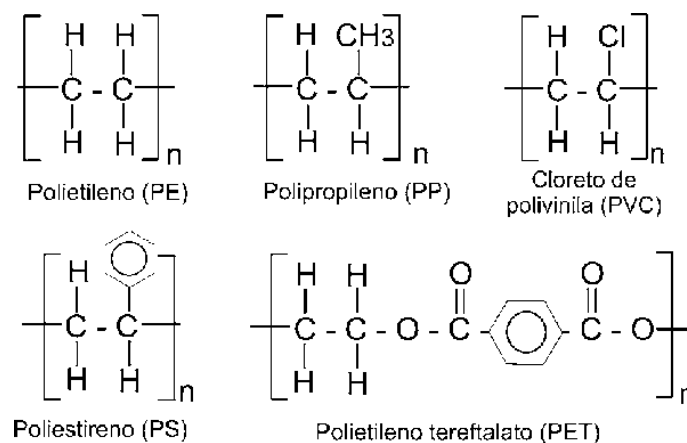 H H
C - C
H H
n
Polietileno (PE)
H CH3
C - C
H H
n
Polipropileno (PP)
H Cl
C - C
H H
n
Cloreto de
polivinila (PVC)
H
C - C
H H
n
Poliestireno (PS)
H H O O
C - C - O - C C - O
H H
n
Polietileno tereftalato (PET)